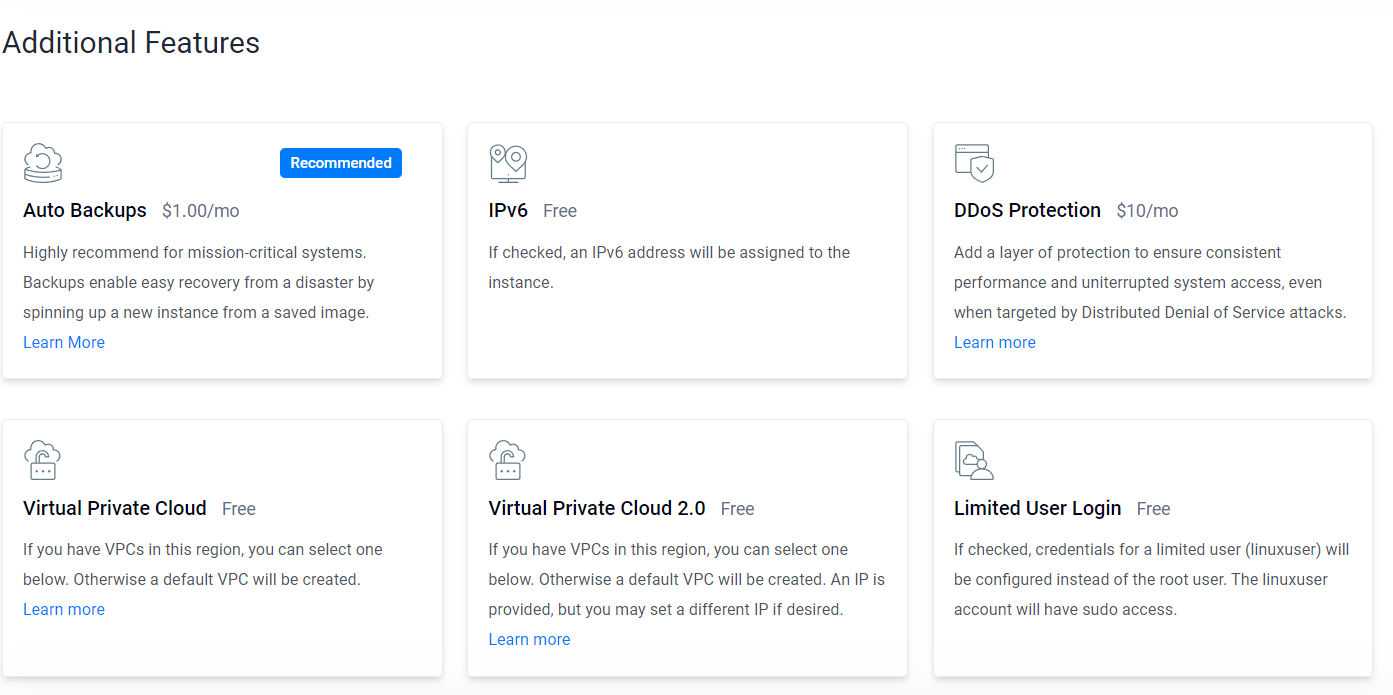 Additional Features
Recommended
Auto Backups $1.00/mo
Highly recommend for mission-critical systems.
Backups enable easy recovery from a disaster by
spinning up a new instance from a saved image.
Learn More
IPv6 Free
If checked, an IPv6 address will be assigned to the
instance.
DDoS Protection $10/mo
Add a layer of protection to ensure consistent
performance and uniterrupted system access, even
when targeted by Distributed Denial of Service attacks.
Learn more
Virtual Private Cloud Free
If you have VPCs in this region, you can select one
below. Otherwise a default VPC will be created.
Learn more
Virtual Private Cloud 2.0 Free
If you have VPCs in this region, you can select one
below. Otherwise a default VPC will be created. An IP is
provided, but you may set a different IP if desired.
Learn more
Limited User Login Free
If checked, credentials for a limited user (linuxuser) will
be configured instead of the root user. The linuxuser
account will have sudo access.